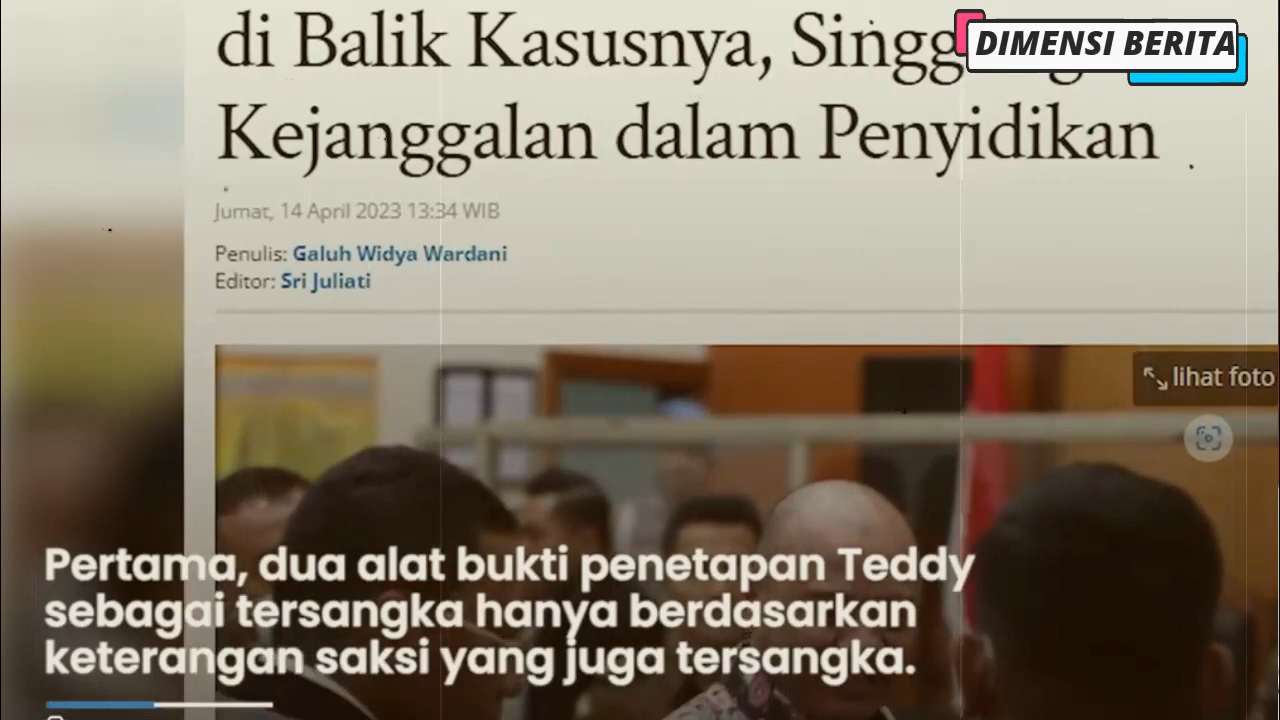 di Balik Kasusnya,
DIMENSI BERITA
Kejanggalan dalam Penyidikan
Jumat, 14 April 2023 13:34 WIB
Penulis: Galuh Widya Wardani
Editor: Sri Juliati
lihat foto
Pertama, dua alat bukti penetapan Teddy
sebagai tersangka hanya berdasarkan
keterangan saksi yang juga tersangka.